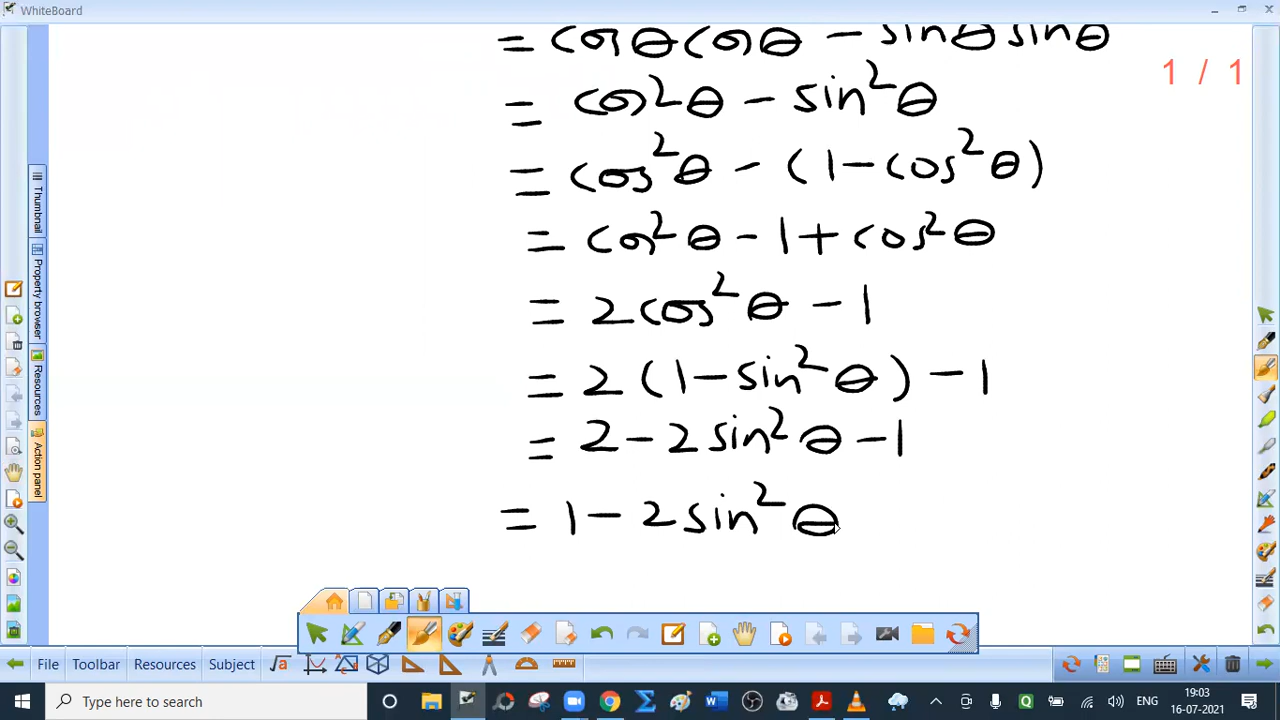 WhiteBoard
= cosθcosθ - sinθsinθ
1 / 1
= cos²θ - sin²θ
= cos²θ - (1-cos²θ)
= cos²θ - 1 + cos²θ
= 2cos²θ - 1
= 2(1-sin²θ) - 1
= 2-2sin²θ-1
= 1-2sin²θ
Thumbnail
Property browser
Resources
Action panel
File Toolbar Resources Subject
Type here to search
ENG
19:03
16-07-2021